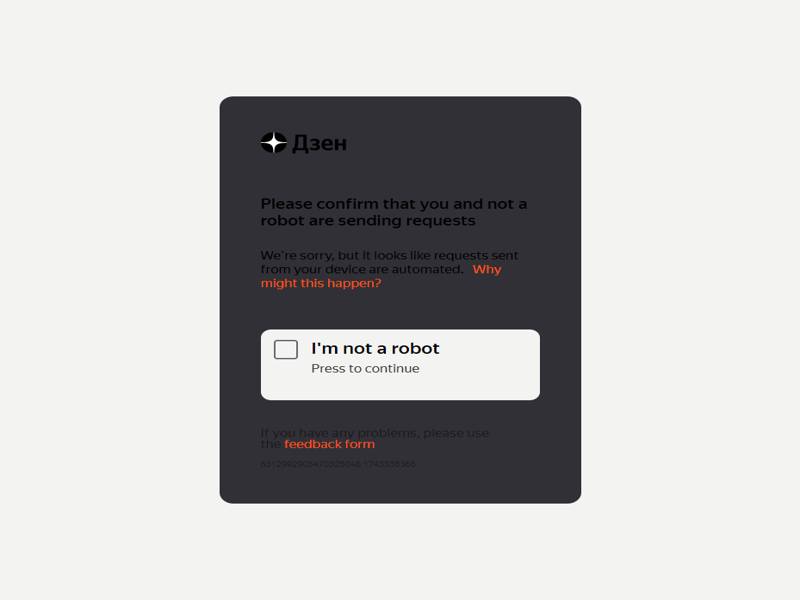 Дзен
Please confirm that you and not a
robot are sending requests
We're sorry, but it looks like requests sent
from your device are automated. Why
might this happen?
I'm not a robot
Press to continue
If you have any problems, please use
the feedback form